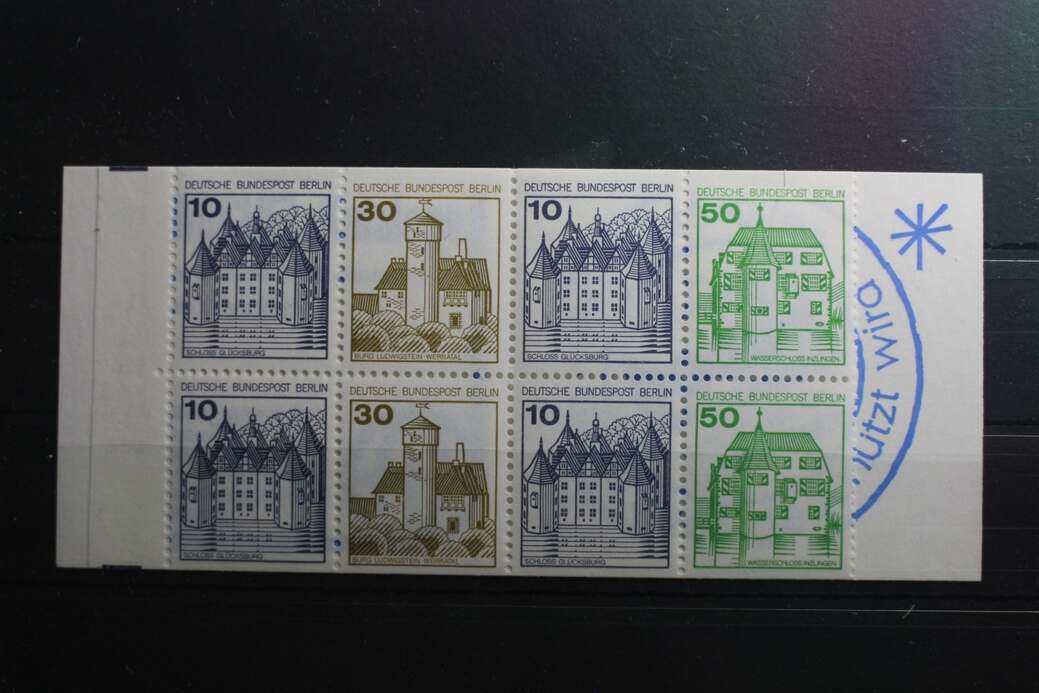 DEUTSCHE BUNDESPOST BERLIN
10
SCHLOSS GLÜCKSBURG
DEUTSCHE BUNDESPOST BERLIN
30
BURG LUDWIGSTEIN-WERRATAL
DEUTSCHE BUNDESPOST BERLIN
10
SCHLOSS GLÜCKSBURG
DEUTSCHE BUNDESPOST BERLIN
50
WASSERSCHLOSS INZLINGEN
DEUTSCHE BUNDESPOST BERLIN
10
SCHLOSS GLÜCKSBURG
DEUTSCHE BUNDESPOST BERLIN
30
BURG LUDWIGSTEIN-WERRATAL
DEUTSCHE BUNDESPOST BERLIN
10
SCHLOSS GLÜCKSBURG
DEUTSCHE BUNDESPOST BERLIN
50
WASSERSCHLOSS INZLINGEN
nützt wird